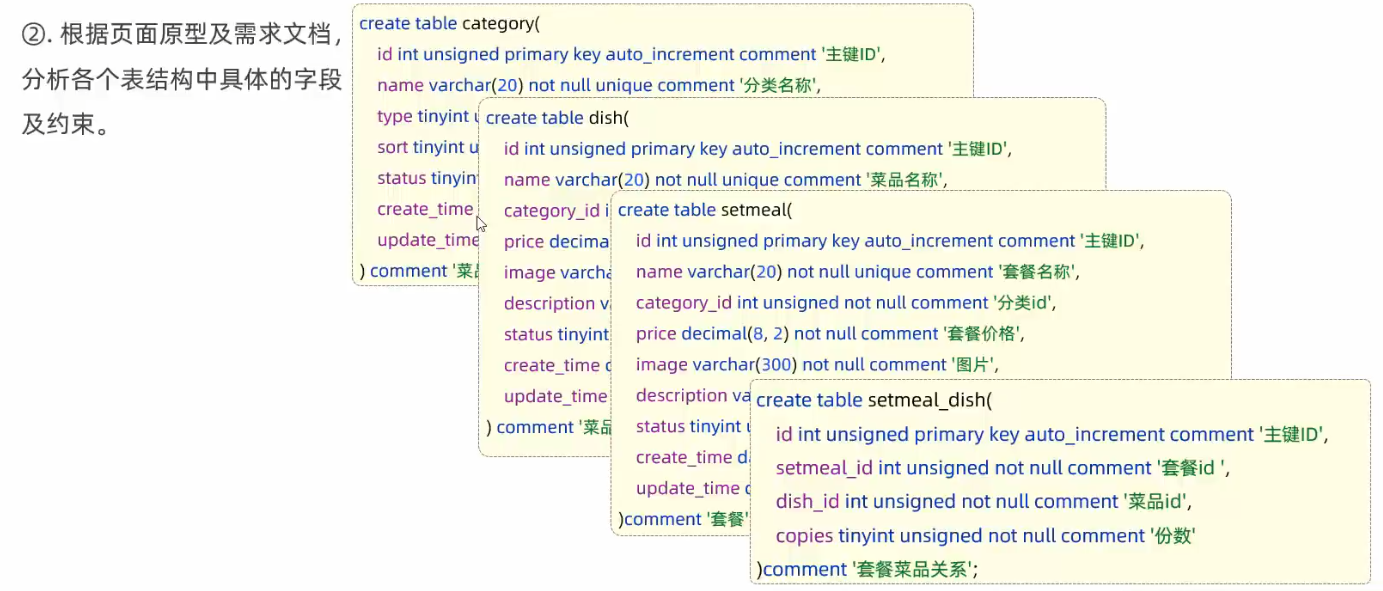 ②. 根据页面原型及需求文档，
分析各个表结构中具体的字段
及约束。
create table category(
id int unsigned primary key auto_increment comment '主键ID',
name varchar(20) not null unique comment '分类名称',
type tinyint
sort tinyint
status
create_time
update_time
) comment
create table dish(
id int unsigned primary key auto_increment comment '主键ID',
name varchar(20) not null unique comment '菜品名称',
category_id
price
image
description
status tinyint
create_time
update_time
) comment
create table setmeal(
id int unsigned primary key auto_increment comment '主键ID',
name varchar(20) not null unique comment '套餐名称',
category_id int unsigned not null comment '分类id',
price decimal(8, 2) not null comment '套餐价格',
image varchar(300) not null comment '图片',
description
status tinyint
create_time
update_time
)comment '套餐'
create table setmeal_dish(
id int unsigned primary key auto_increment comment '主键ID',
setmeal_id int unsigned not null comment '套餐id ',
dish_id int unsigned not null comment '菜品id',
copies tinyint unsigned not null comment '份数'
)comment '套餐菜品关系';